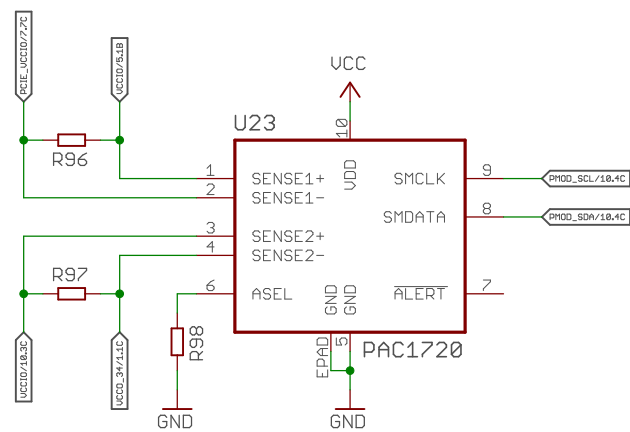 PCIE_VCCIO/7.7C
VCCIO/5.1B
VCC
U23
10
R96
1
SENSE1+
VDD
SMCLK
9
PMOD_SCL/10.4C
2
SENSE1-
3
SENSE2+
SMDATA
8
PMOD_SDA/10.4C
4
SENSE2-
R97
6
ASEL
GND
GND
ALERT
7
R98
EPAD
5
PAC1720
VCCIO/10.3C
VCCO_34/1.1C
GND
GND